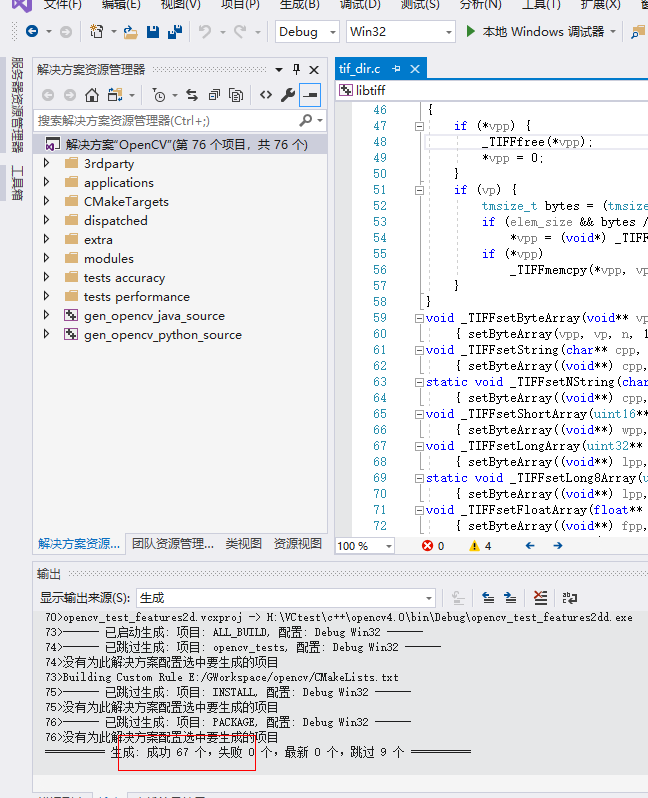 文件(F) 编辑(E) 视图(V) 项目(P) 生成(B) 调试(D) 测试(S) 分析(N) 工具(T) 扩展(X)
Debug Win32 本地 Windows 调试器
服务器资源管理器
工具箱
解决方案资源管理器
搜索解决方案资源管理器(Ctrl+;)
解决方案"OpenCV"(第 76 个项目，共 76 个)
3rdparty
applications
CMakeTargets
dispatched
extra
modules
tests accuracy
tests performance
gen_opencv_java_source
gen_opencv_python_source
解决方案资源... 团队资源管理... 类视图 资源视图
tif_dir.c
libtiff
46 {
47 if (*vpp) {
48 _TIFFfree(*vpp);
49 *vpp = 0;
50 }
51 if (vp) {
52 tmsize_t bytes = (tmsize
53 if (elem_size && bytes /
54 *vpp = (void*) _TIFF
55 if (*vpp)
56 _TIFFmemcpy(*vpp, vp
57 }
58 }
59 void _TIFFsetByteArray(void** vp
60 { setByteArray(vpp, vp, n, 1
61 void _TIFFsetString(char** cpp,
62 { setByteArray((void**) cpp,
63 static void _TIFFsetNString(char
64 { setByteArray((void**) cpp,
65 void _TIFFsetShortArray(uint16**
66 { setByteArray((void**) wpp,
67 void _TIFFsetLongArray(uint32**
68 { setByteArray((void**) lpp,
69 static void _TIFFsetLong8Array(u
70 { setByteArray((void**) lpp,
71 void _TIFFsetFloatArray(float**
72 { setByteArray((void**) fpp,
100 % 0 4
输出
显示输出来源(S): 生成
70>opencv_test_features2d.vcxproj -> H:\VCtest\c++\opencv4.0\bin\Debug\opencv_test_features2dd.exe
73>------ 已启动生成: 项目: ALL_BUILD, 配置: Debug Win32 ------
74>------ 已跳过生成: 项目: opencv_tests, 配置: Debug Win32 ------
74>没有为此解决方案配置选中要生成的项目
73>Building Custom Rule E:/GWorkspace/opencv/CMakeLists.txt
75>------ 已跳过生成: 项目: INSTALL, 配置: Debug Win32 ------
75>没有为此解决方案配置选中要生成的项目
76>------ 已跳过生成: 项目: PACKAGE, 配置: Debug Win32 ------
76>没有为此解决方案配置选中要生成的项目
========== 生成: 成功 67 个，失败 0 个，最新 0 个，跳过 9 个 ==========